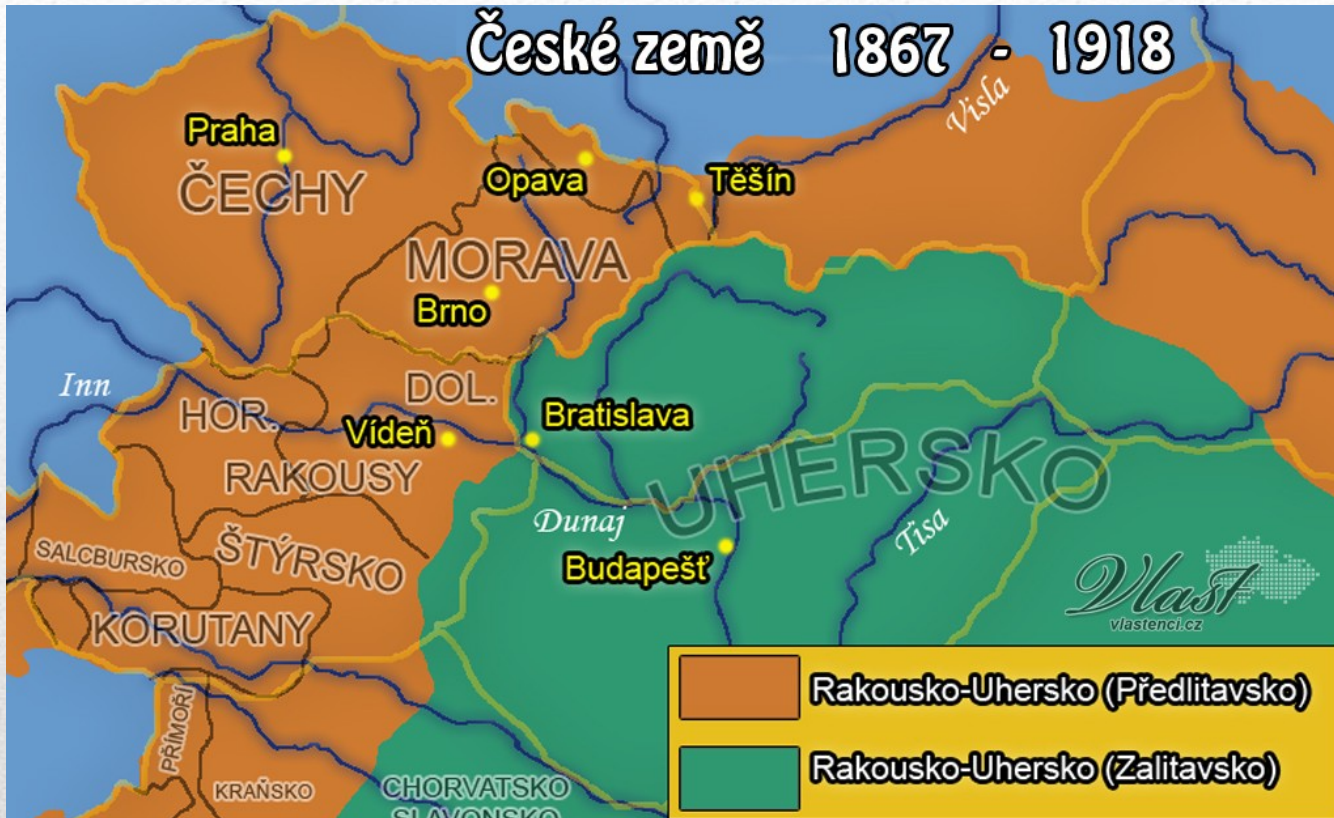 České země 1867 - 1918
Visla
Praha
ČECHY
Opava
Těšín
MORAVA
Brno
Inn
DOL.
HOR.
Vídeň
Bratislava
RAKOUSY
UHERSKO
Dunaj
Tisa
SALCBURSKO
ŠTÝRSKO
Budapešť
KORUTANY
Vlast
vlastenci.cz
PŘÍMOŘÍ
KRAŇSKO
CHORVATSKO
SLAVONSKO
Rakousko-Uhersko (Předlitavsko)
Rakousko-Uhersko (Zalitavsko)